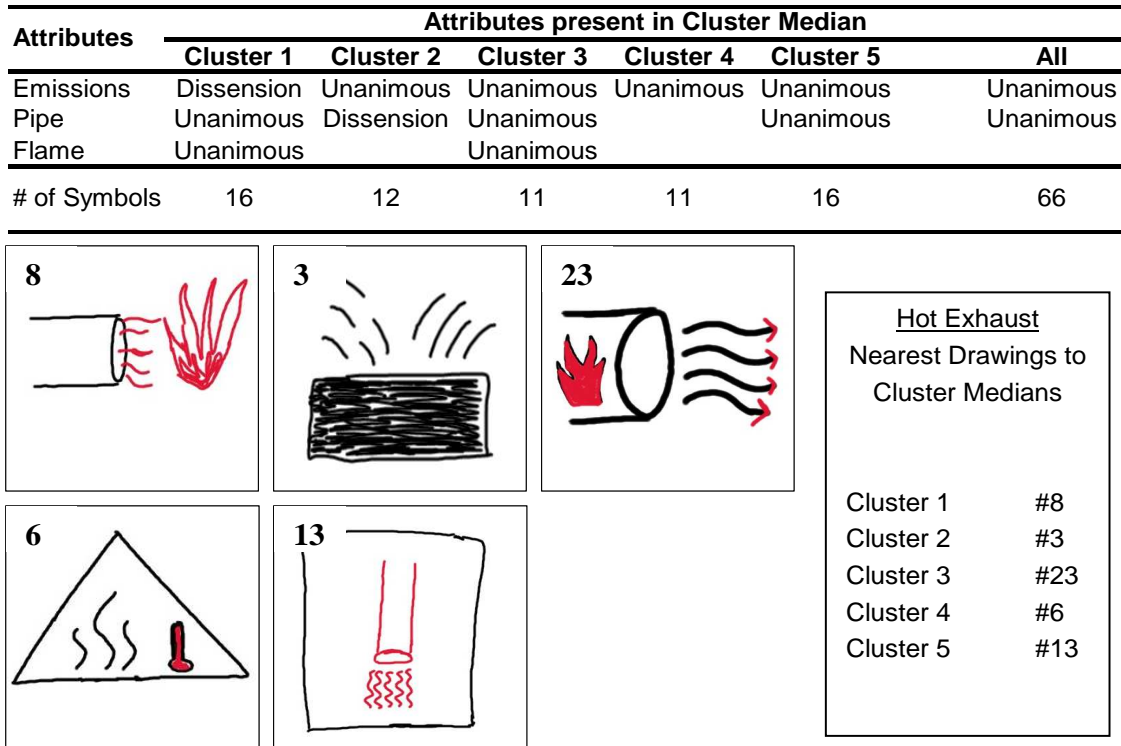 Attributes present in Cluster Median
Attributes Cluster 1 Cluster 2 Cluster 3 Cluster 4 Cluster 5 All
Emissions Dissension Unanimous Unanimous Unanimous Unanimous Unanimous
Pipe Unanimous Dissension Unanimous Unanimous Unanimous
Flame Unanimous Unanimous
# of Symbols 16 12 11 11 16 66
8 3 23
6 13
Hot Exhaust
Nearest Drawings to
Cluster Medians
Cluster 1 #8
Cluster 2 #3
Cluster 3 #23
Cluster 4 #6
Cluster 5 #13